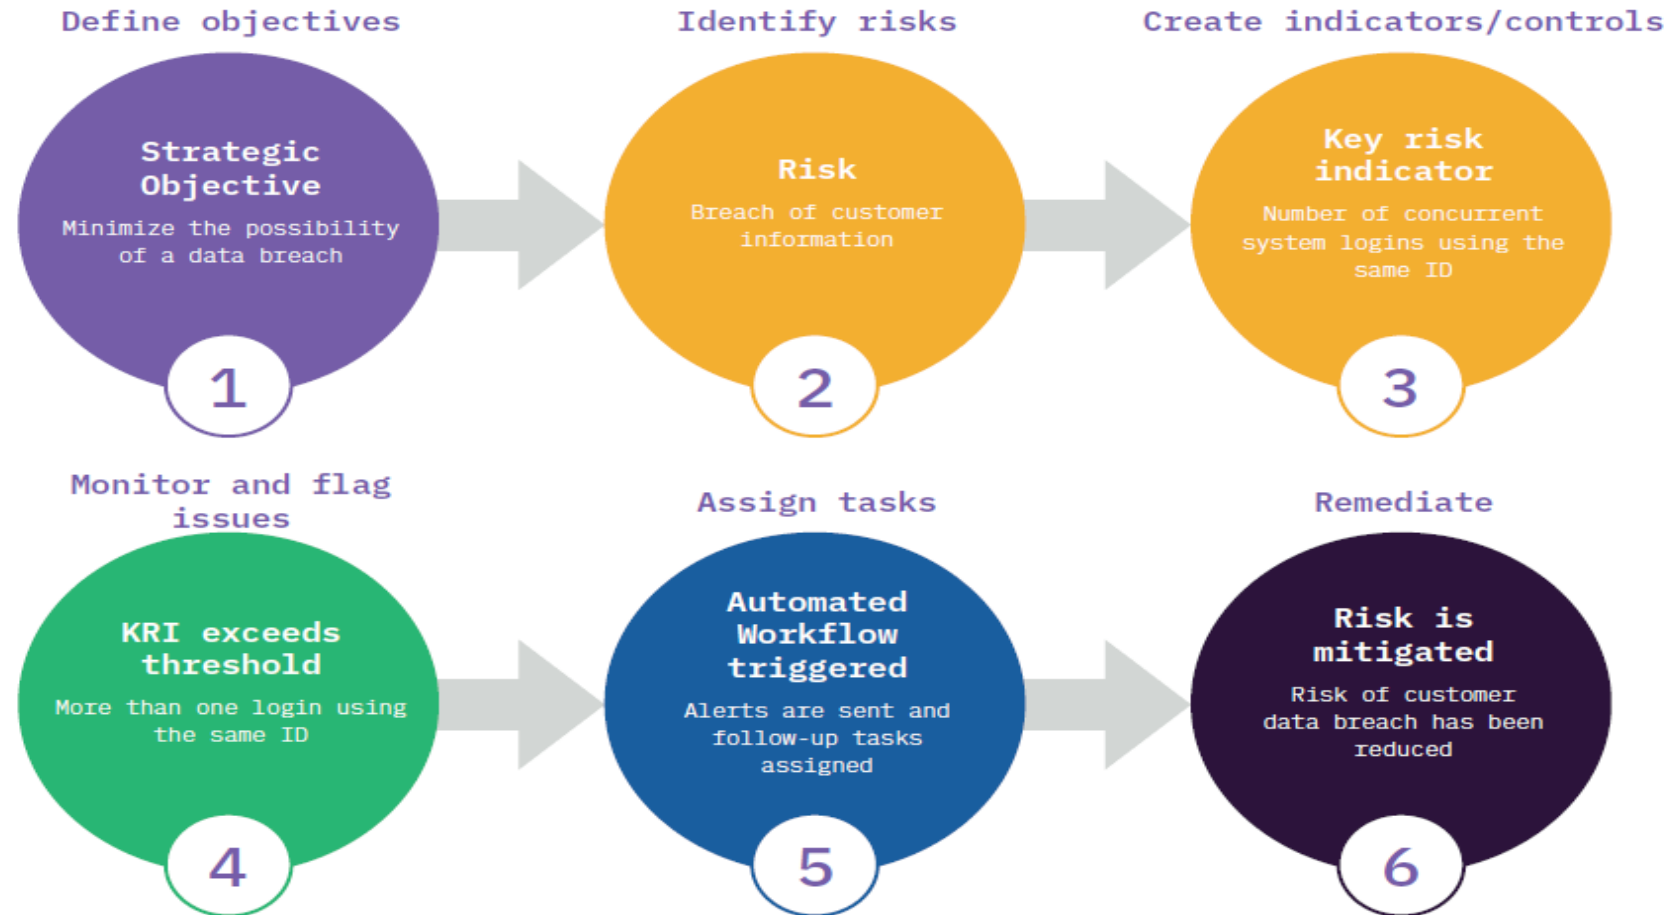 Define objectives
Identify risks
Create indicators/controls
Strategic
Objective
Minimize the possibility
of a data breach
1
Risk
Breach of customer
information
2
Key risk
indicator
Number of concurrent
system logins using the
same ID
3
Monitor and flag
issues
Assign tasks
Remediate
KRI exceeds
threshold
More than one login using
the same ID
4
Automated
Workflow
triggered
Alerts are sent and
follow-up tasks
assigned
5
Risk is
mitigated
Risk of customer
data breach has been
reduced
6